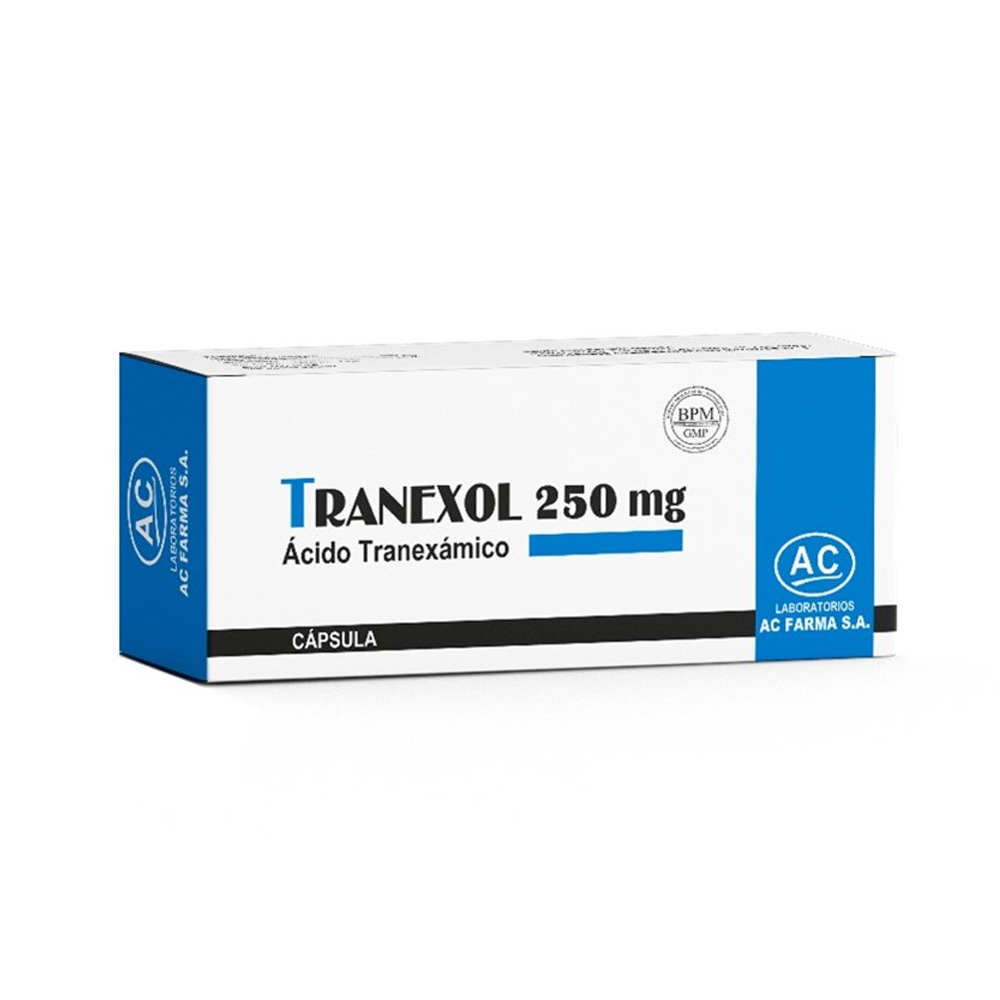 BPM
GMP
TRANEXOL 250 mg
Ácido Tranexámico
CÁPSULA
AC
LABORATORIOS
AC FARMA S.A.
AC
LABORATORIOS
AC FARMA S.A.